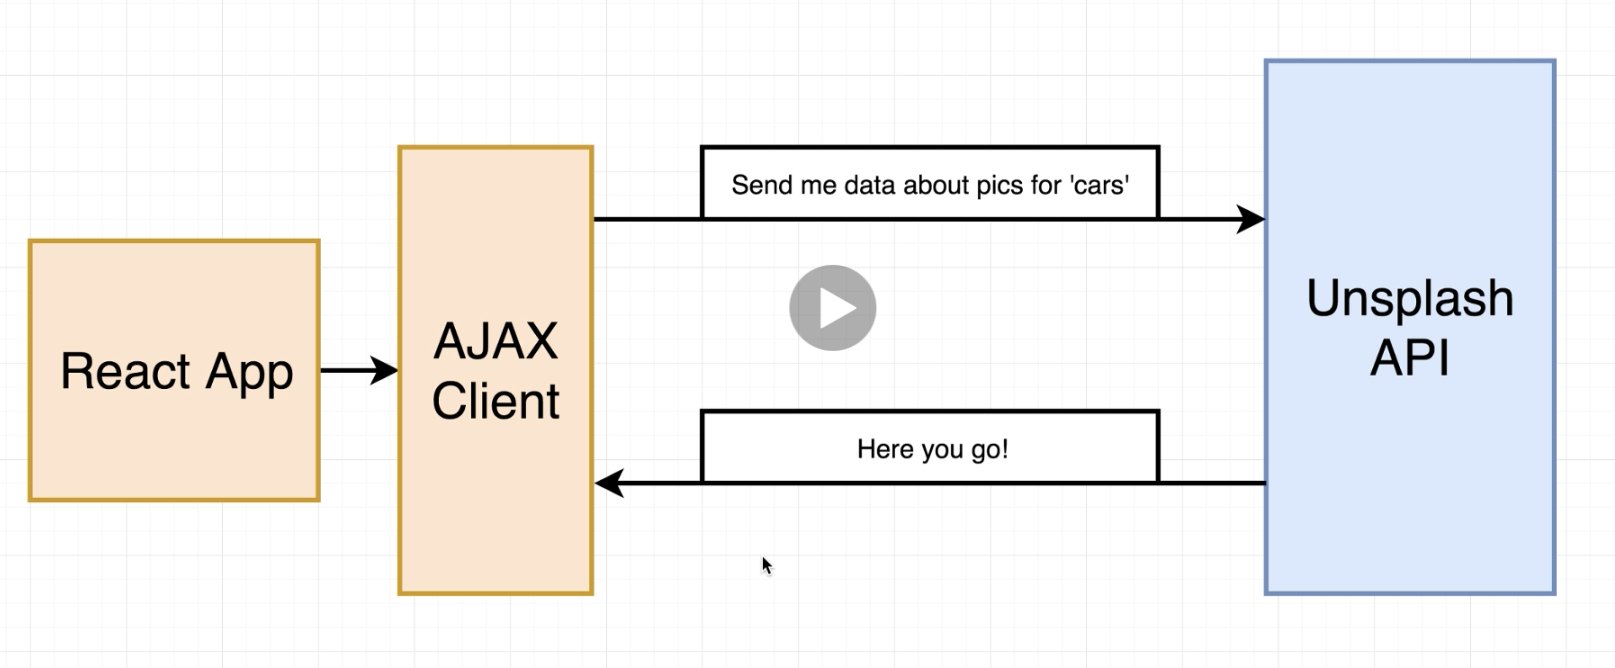 Send me data about pics for 'cars'
React App
AJAX
Client
Unsplash
API
Here you go!